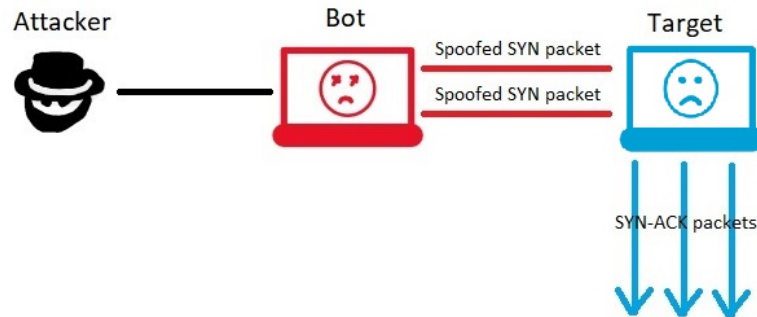 Attacker
Bot
Target
Spoofed SYN packet
Spoofed SYN packet
SYN-ACK packets